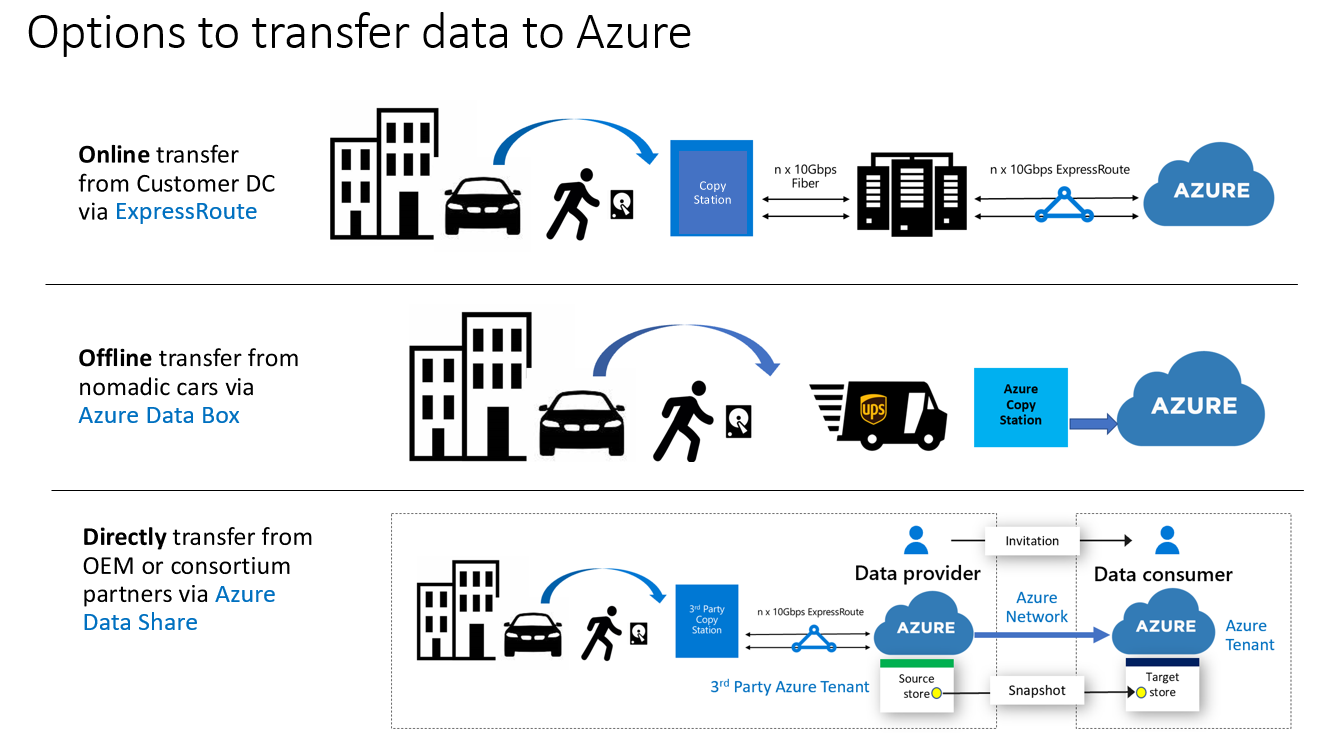 Options to transfer data to Azure
Online transfer
from Customer DC
via ExpressRoute
Copy
Station
n x 10Gbps
Fiber
n x 10Gbps ExpressRoute
AZURE
Offline transfer from
nomadic cars via
Azure Data Box
ups
Azure
Copy
Station
AZURE
Directly transfer from
OEM or consortium
partners via Azure
Data Share
3rd Party
Copy
Station
n x 10Gbps ExpressRoute
Data provider
Invitation
Data consumer
AZURE
Azure
Network
AZURE
Azure
Tenant
3rd Party Azure Tenant
Source
store
Snapshot
Target
store